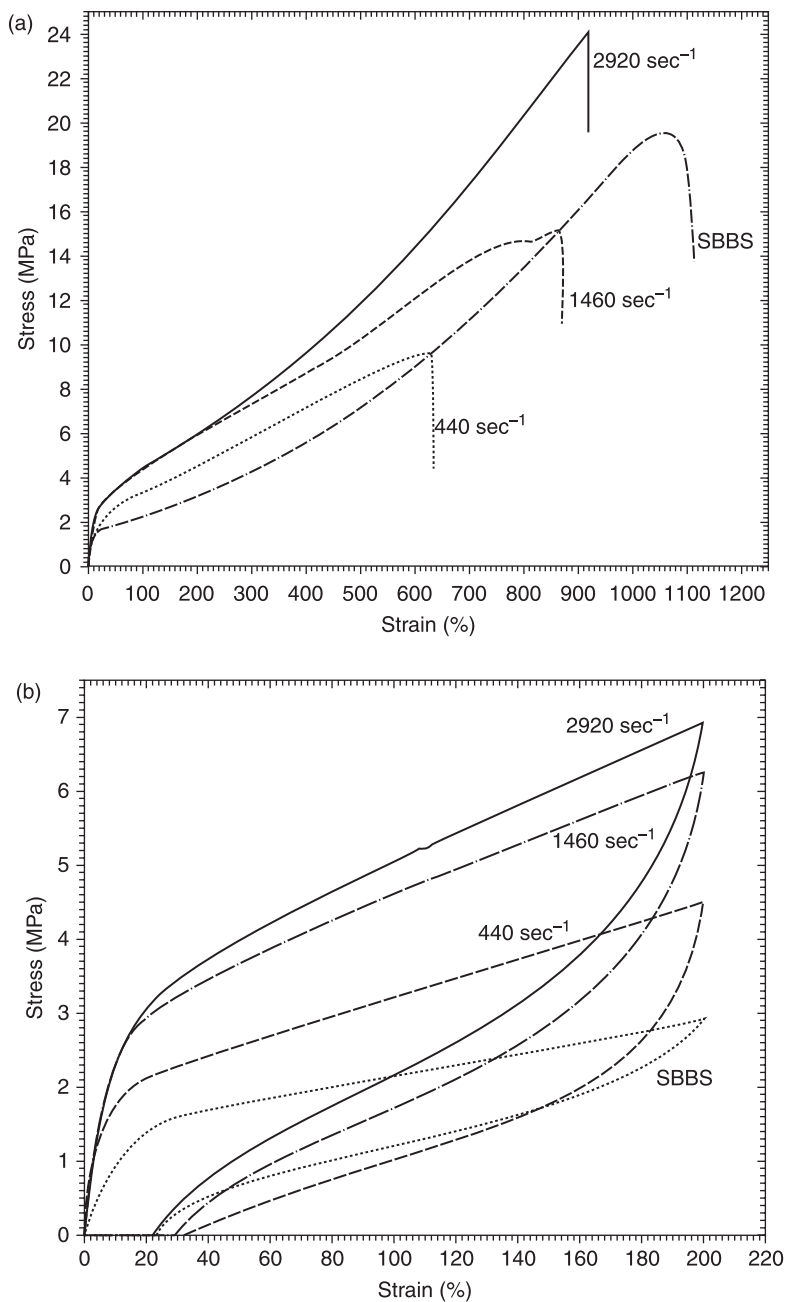 (a)
24
22
20
18
16
14
12
10
8
6
4
2
0
Stress (MPa)
2920 sec⁻¹
SBBS
1460 sec⁻¹
440 sec⁻¹
0 100 200 300 400 500 600 700 800 900 1000 1100 1200
Strain (%)
(b)
7
6
5
4
3
2
1
0
Stress (MPa)
2920 sec⁻¹
1460 sec⁻¹
440 sec⁻¹
SBBS
0 20 40 60 80 100 120 140 160 180 200 220
Strain (%)